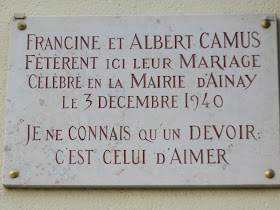 FRANCINE ET ALBERT CAMUS
FÊTÈRENT ICI LEUR MARIAGE
CÉLÉBRÉ EN LA MAIRIE D'AINAY
LE 3 DÉCEMBRE 1940
JE NE CONNAIS QU'UN DEVOIR:
C'EST CELUI D'AIMER